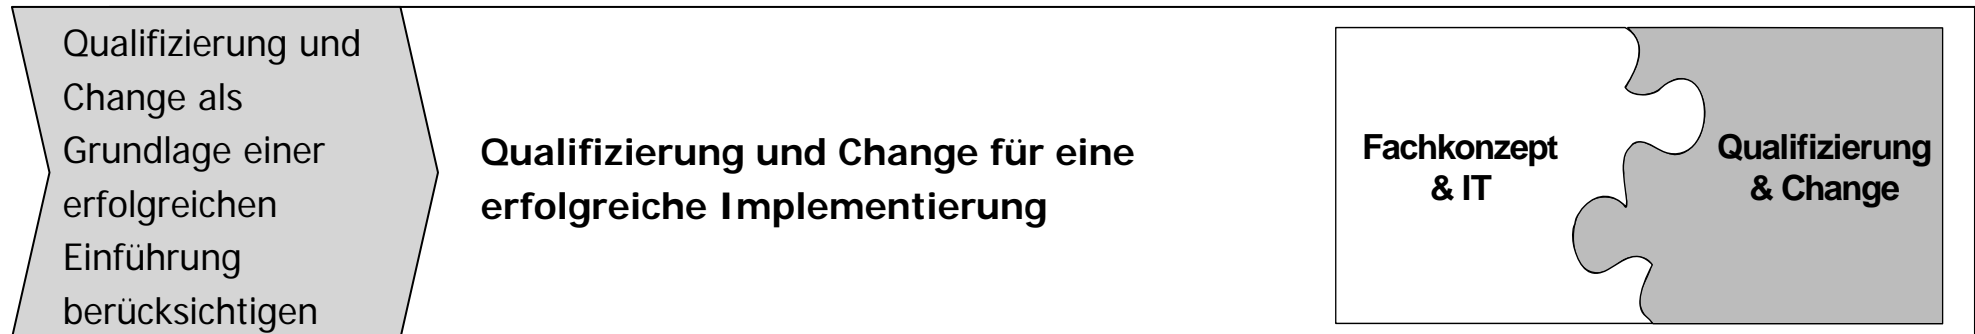 Qualifizierung und
Change als
Grundlage einer
erfolgreichen
Einführung
berücksichtigen
Qualifizierung und Change für eine
erfolgreiche Implementierung
Fachkonzept
& IT
Qualifizierung
& Change